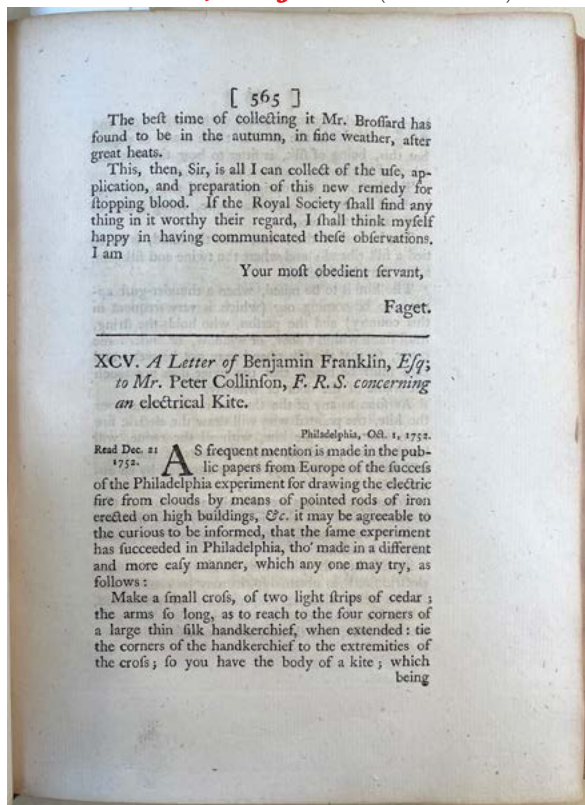 [ 565 ]
The beſt time of collecting it Mr. Broſſard has
found to be in the autumn, in fine weather, after
great heats.
This, then, Sir, is all I can collect of the uſe, ap-
plication, and preparation of this new remedy for
ſtopping blood. If the Royal Society ſhall find any
thing in it worthy their regard, I ſhall think myſelf
happy in having communicated theſe obſervations.
I am
Your moſt obedient ſervant,
Faget.
XCV. A Letter of Benjamin Franklin, Eſq;
to Mr. Peter Collinſon, F. R. S. concerning
an electrical Kite.
Philadelphia, Oct. 1, 1752.
Read Dec. 21
1752.
AS frequent mention is made in the pub-
lic papers from Europe of the ſucceſs
of the Philadelphia experiment for drawing the electric
fire from clouds by means of pointed rods of iron
erected on high buildings, &c. it may be agreeable to
the curious to be informed, that the ſame experiment
has ſucceeded in Philadelphia, tho' made in a different
and more eaſy manner, which any one may try, as
follows:
Make a ſmall croſs, of two light ſtrips of cedar;
the arms ſo long, as to reach to the four corners of
a large thin ſilk handkerchief, when extended: tie
the corners of the handkerchief to the extremities of
the croſs; ſo you have the body of a kite; which
being